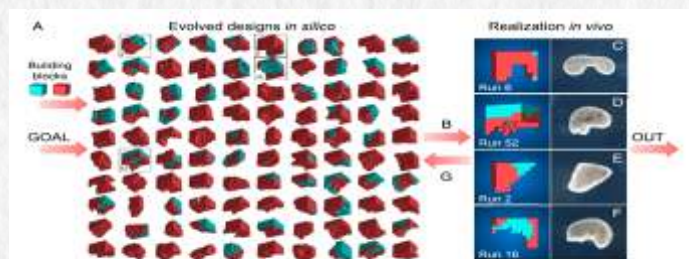 A
Evolved designs in silico
Realization in vivo
Building
blocks
GOAL
B
G
OUT
C
Run 6
D
Run 52
E
Run 2
F
Run 16